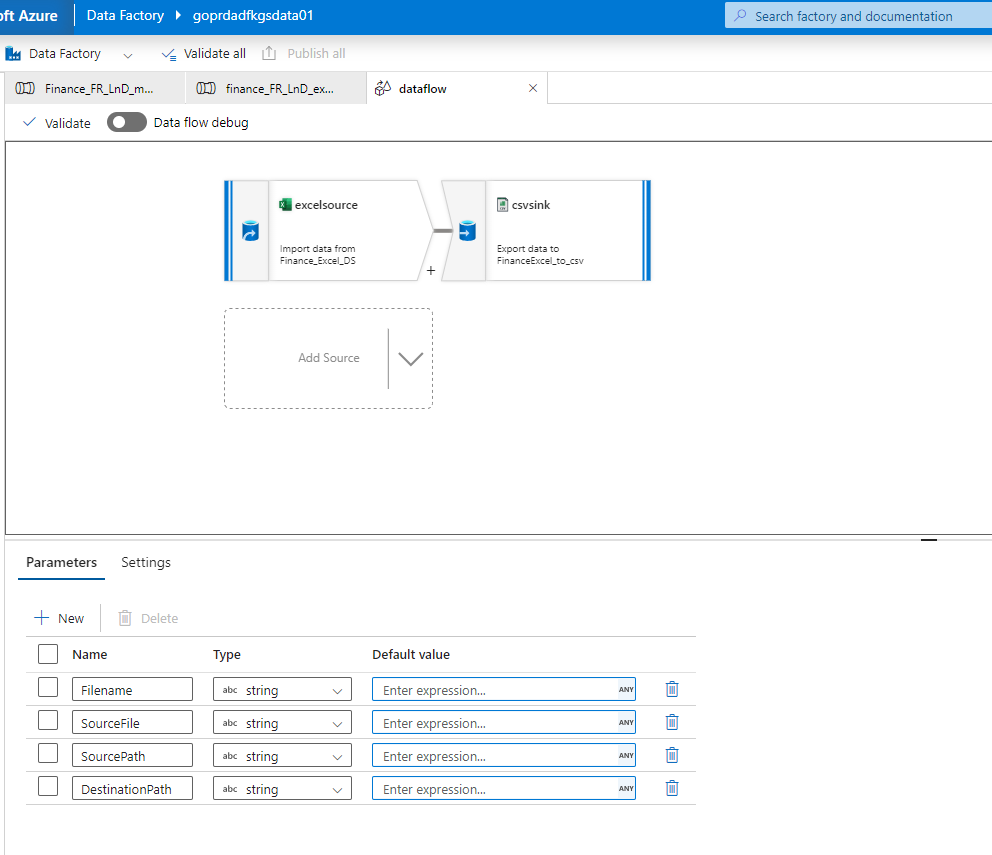 oft Azure
Data Factory
goprdadfkgsdata01
Search factory and documentation
Data Factory
Validate all
Publish all
Finance_FR_LnD_m...
finance_FR_LnD_ex...
dataflow
Validate
Data flow debug
excelsource
Import data from
Finance_Excel_DS
+
csvsink
Export data to
FinanceExcel_to_csv
Add Source
Parameters
Settings
New
Delete
Name
Type
Default value
Filename
abc string
Enter expression...
ANY
SourceFile
abc string
Enter expression...
ANY
SourcePath
abc string
Enter expression...
ANY
DestinationPath
abc string
Enter expression...
ANY